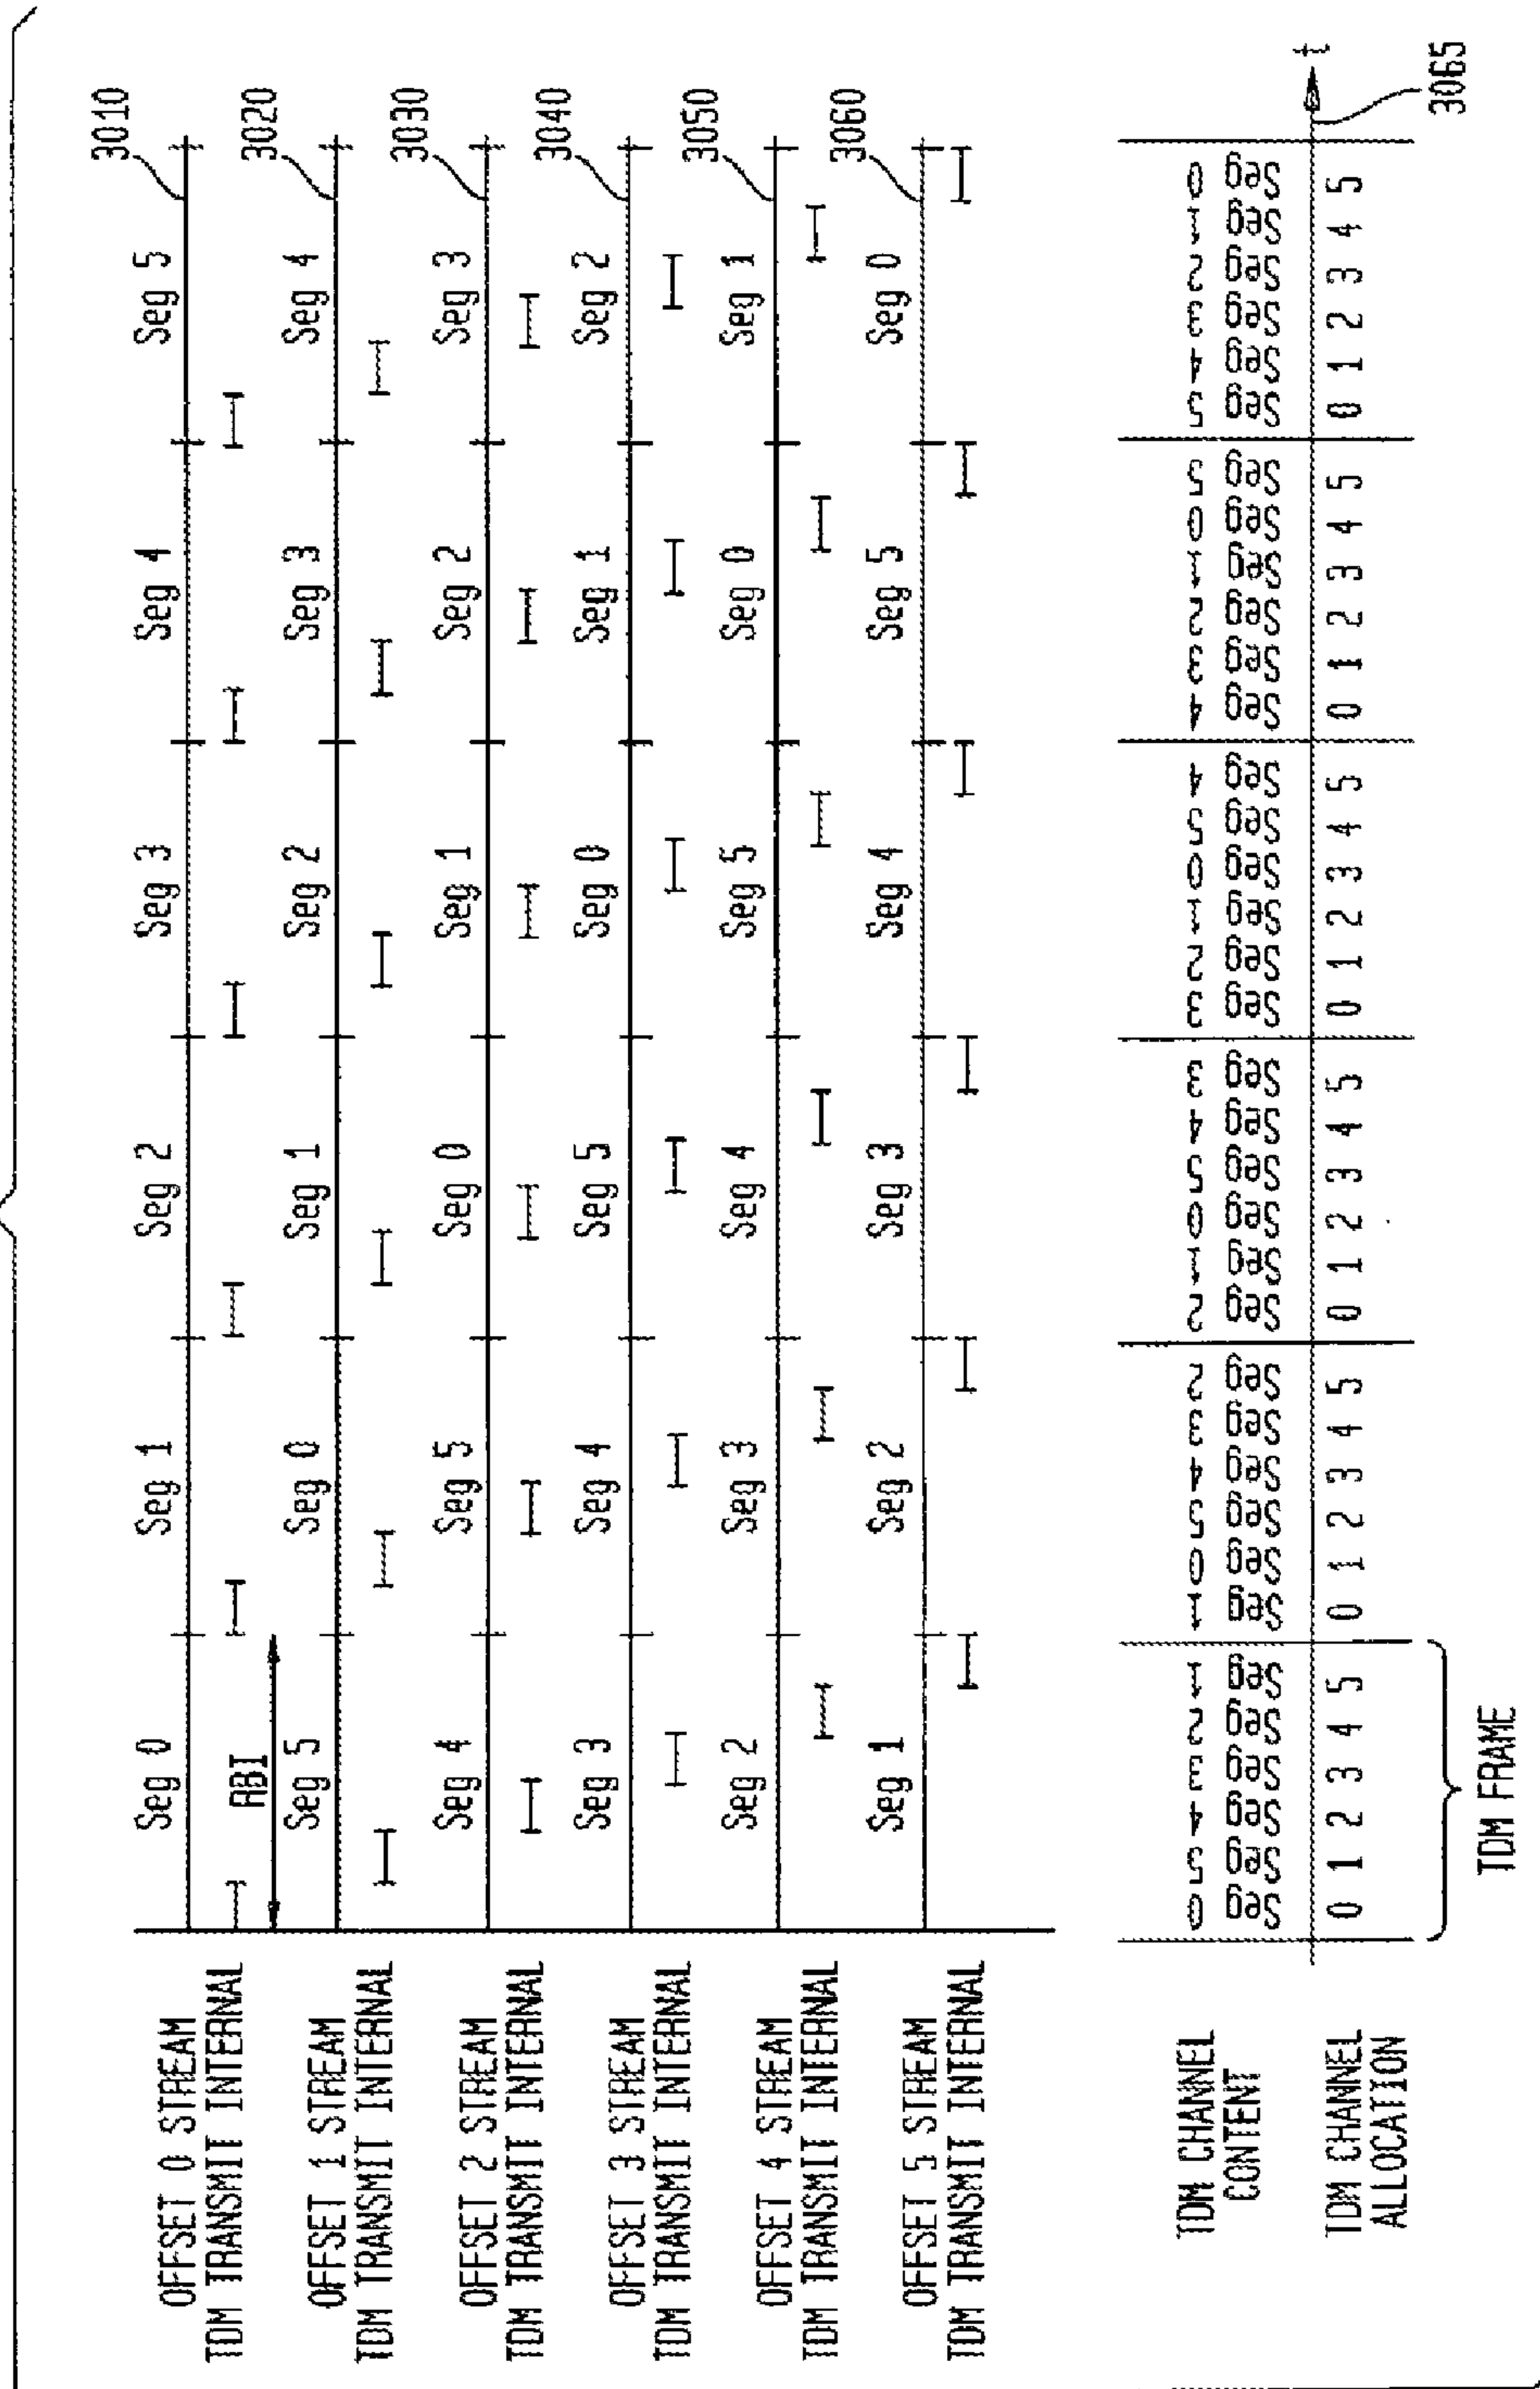 3010
Seg 0 Seg 1 Seg 2 Seg 3 Seg 4 Seg 5
OFFSET 0 STREAM
TDM TRANSMIT INTERNAL
RBI
3020
Seg 5 Seg 0 Seg 1 Seg 2 Seg 3 Seg 4
OFFSET 1 STREAM
TDM TRANSMIT INTERNAL
3030
Seg 4 Seg 5 Seg 0 Seg 1 Seg 2 Seg 3
OFFSET 2 STREAM
TDM TRANSMIT INTERNAL
3040
Seg 3 Seg 4 Seg 5 Seg 0 Seg 1 Seg 2
OFFSET 3 STREAM
TDM TRANSMIT INTERNAL
3050
Seg 2 Seg 3 Seg 4 Seg 5 Seg 0 Seg 1
OFFSET 4 STREAM
TDM TRANSMIT INTERNAL
3060
Seg 1 Seg 2 Seg 3 Seg 4 Seg 5 Seg 0
OFFSET 5 STREAM
TDM TRANSMIT INTERNAL
TDM CHANNEL
CONTENT
Seg 0 Seg 5 Seg 4 Seg 3 Seg 2 Seg 1 Seg 1 Seg 0 Seg 5 Seg 4 Seg 3 Seg 2 Seg 2 Seg 1 Seg 0 Seg 5 Seg 4 Seg 3 Seg 3 Seg 2 Seg 1 Seg 0 Seg 5 Seg 4 Seg 4 Seg 3 Seg 2 Seg 1 Seg 0 Seg 5 Seg 5 Seg 4 Seg 3 Seg 2 Seg 1 Seg 0
t
TDM CHANNEL
ALLOCATION
0 1 2 3 4 5 0 1 2 3 4 5 0 1 2 3 4 5 0 1 2 3 4 5 0 1 2 3 4 5 0 1 2 3 4 5
3065
TDM FRAME